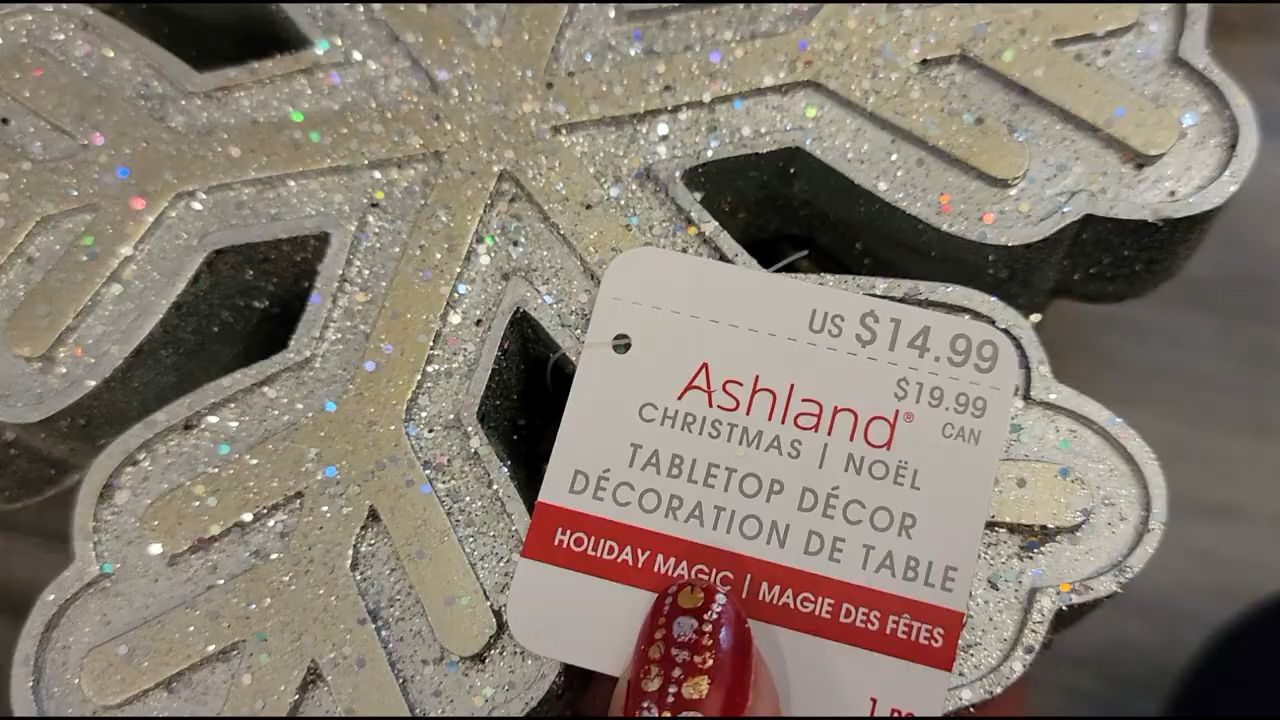 US $14.99
$19.99
CAN
Ashland®
CHRISTMAS | NOËL
TABLETOP DÉCOR
DÉCORATION DE TABLE
HOLIDAY MAGIC | MAGIE DES FÊTES
1